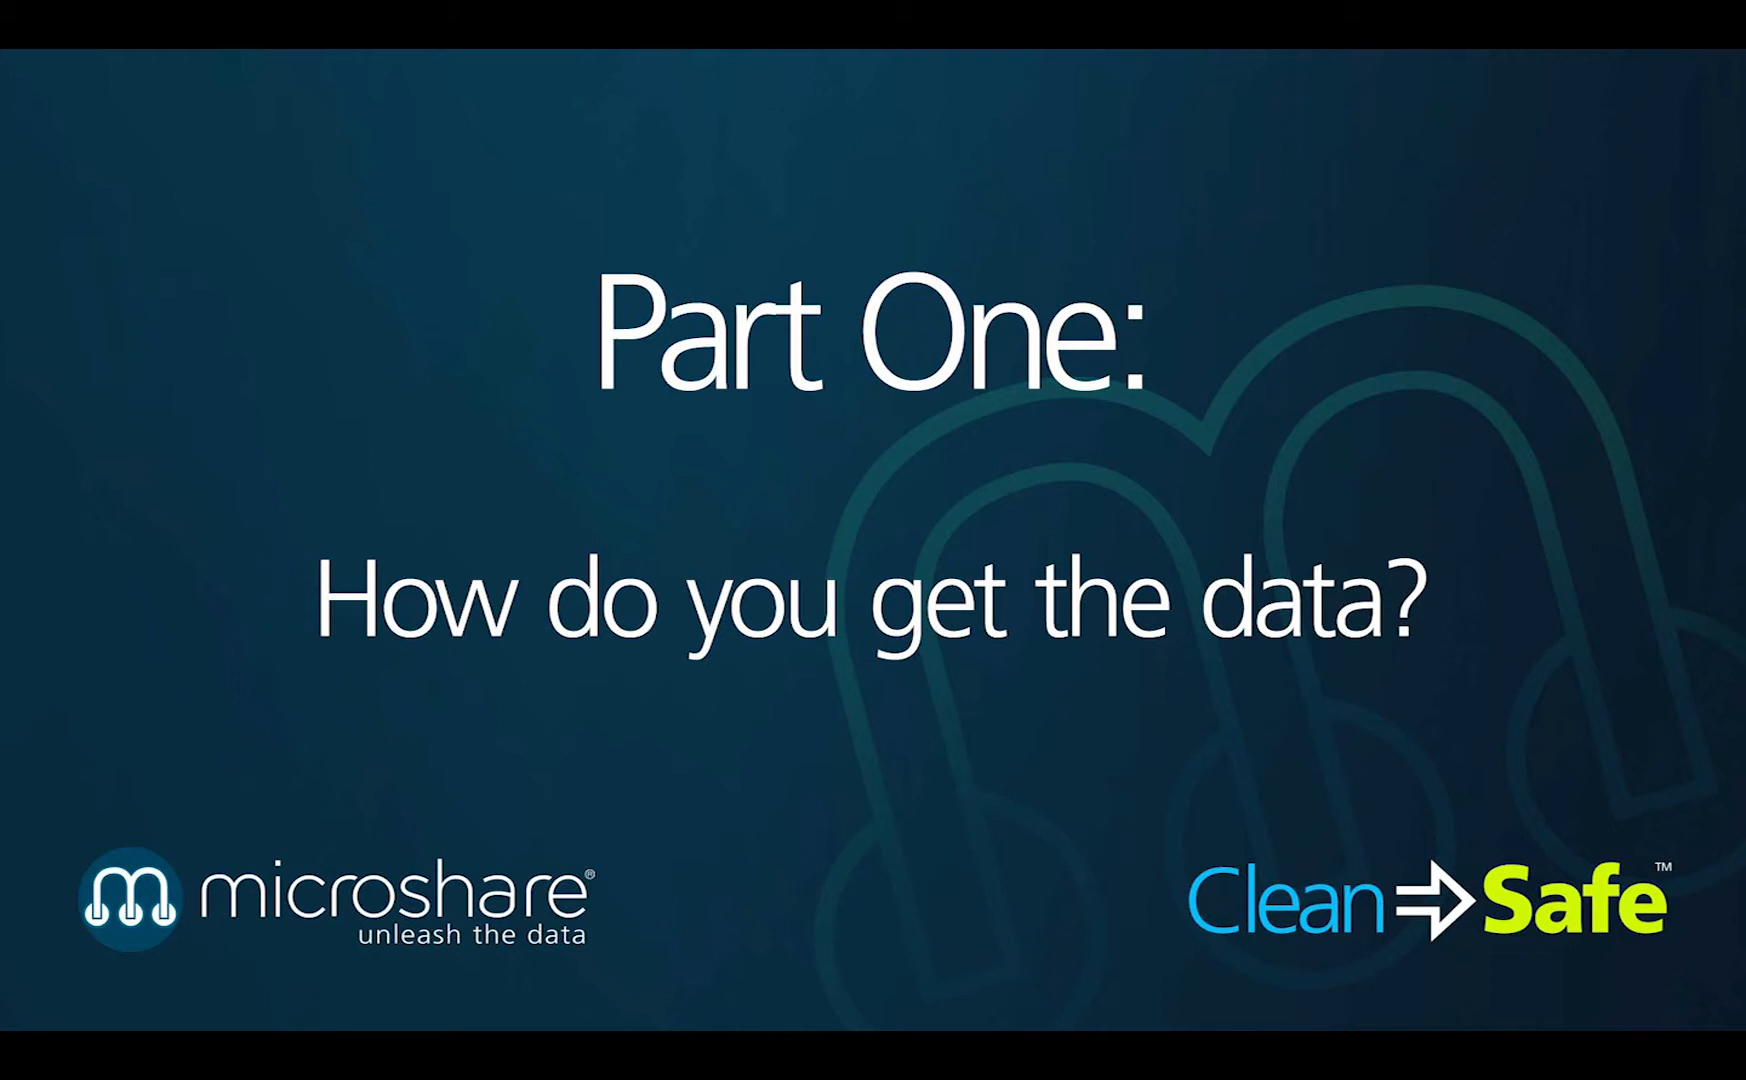 Part One:
How do you get the data?
microshare®
unleash the data
Clean⇨Safe™